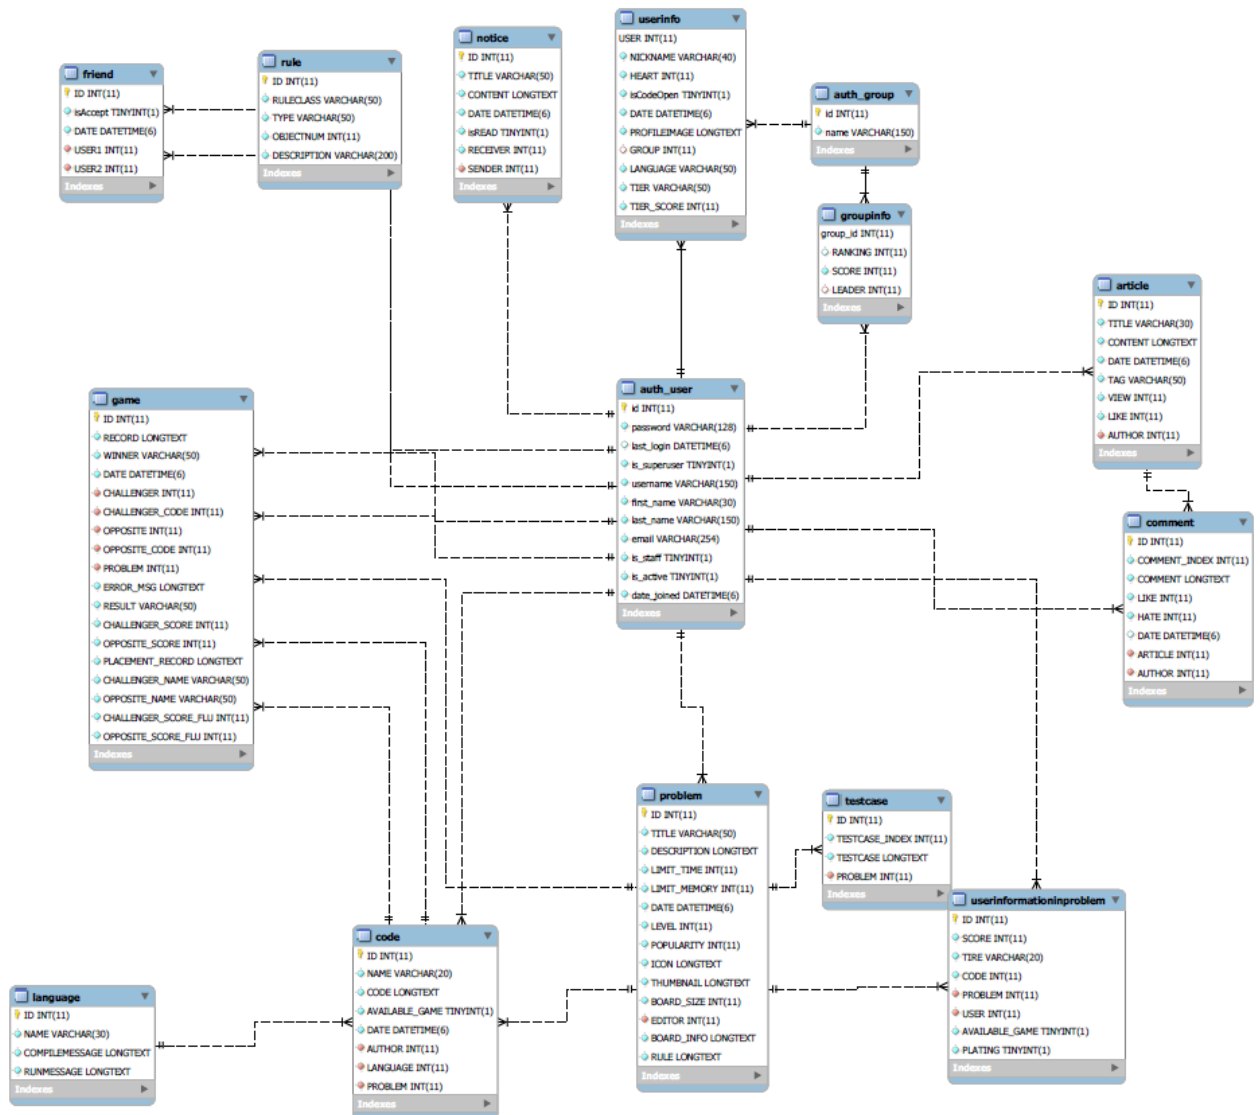 friend
ID INT(11)
isAccept TINYINT(1)
DATE DATETIME(6)
USER1 INT(11)
USER2 INT(11)
Indexes
rule
ID INT(11)
RULECLASS VARCHAR(50)
TYPE VARCHAR(50)
OBJECTNUM INT(11)
DESCRIPTION VARCHAR(200)
Indexes
notice
ID INT(11)
TITLE VARCHAR(50)
CONTENT LONGTEXT
DATE DATETIME(6)
isREAD TINYINT(1)
RECEIVER INT(11)
SENDER INT(11)
Indexes
userinfo
USER INT(11)
NICKNAME VARCHAR(40)
HEART INT(11)
isCodeOpen TINYINT(1)
DATE DATETIME(6)
PROFILEIMAGE LONGTEXT
GROUP INT(11)
LANGUAGE VARCHAR(50)
TIER VARCHAR(50)
TIER_SCORE INT(11)
Indexes
auth_group
id INT(11)
name VARCHAR(150)
Indexes
groupinfo
group_id INT(11)
RANKING INT(11)
SCORE INT(11)
LEADER INT(11)
Indexes
article
ID INT(11)
TITLE VARCHAR(30)
CONTENT LONGTEXT
DATE DATETIME(6)
TAG VARCHAR(50)
VIEW INT(11)
LIKE INT(11)
AUTHOR INT(11)
Indexes
game
ID INT(11)
RECORD LONGTEXT
WINNER VARCHAR(50)
DATE DATETIME(6)
CHALLENGER INT(11)
CHALLENGER_CODE INT(11)
OPPOSITE INT(11)
OPPOSITE_CODE INT(11)
PROBLEM INT(11)
ERROR_MSG LONGTEXT
RESULT VARCHAR(50)
CHALLENGER_SCORE INT(11)
OPPOSITE_SCORE INT(11)
PLACEMENT_RECORD LONGTEXT
CHALLENGER_NAME VARCHAR(50)
OPPOSITE_NAME VARCHAR(50)
CHALLENGER_SCORE_FLU INT(11)
OPPOSITE_SCORE_FLU INT(11)
Indexes
auth_user
id INT(11)
password VARCHAR(128)
last_login DATETIME(6)
is_superuser TINYINT(1)
username VARCHAR(150)
first_name VARCHAR(30)
last_name VARCHAR(150)
email VARCHAR(254)
is_staff TINYINT(1)
is_active TINYINT(1)
date_joined DATETIME(6)
Indexes
comment
ID INT(11)
COMMENT_INDEX INT(11)
COMMENT LONGTEXT
LIKE INT(11)
HATE INT(11)
DATE DATETIME(6)
ARTICLE INT(11)
AUTHOR INT(11)
Indexes
problem
ID INT(11)
TITLE VARCHAR(50)
DESCRIPTION LONGTEXT
LIMIT_TIME INT(11)
LIMIT_MEMORY INT(11)
DATE DATETIME(6)
LEVEL INT(11)
POPULARITY INT(11)
ICON LONGTEXT
THUMBNAIL LONGTEXT
BOARD_SIZE INT(11)
EDITOR INT(11)
BOARD_INFO LONGTEXT
RULE LONGTEXT
Indexes
testcase
ID INT(11)
TESTCASE_INDEX INT(11)
TESTCASE LONGTEXT
PROBLEM INT(11)
Indexes
userinformationinproblem
ID INT(11)
SCORE INT(11)
TIRE VARCHAR(20)
CODE INT(11)
PROBLEM INT(11)
USER INT(11)
AVAILABLE_GAME TINYINT(1)
PLATING TINYINT(1)
Indexes
code
ID INT(11)
NAME VARCHAR(20)
CODE LONGTEXT
AVAILABLE_GAME TINYINT(1)
DATE DATETIME(6)
AUTHOR INT(11)
LANGUAGE INT(11)
PROBLEM INT(11)
Indexes
language
ID INT(11)
NAME VARCHAR(30)
COMPILEMESSAGE LONGTEXT
RUNMESSAGE LONGTEXT
Indexes